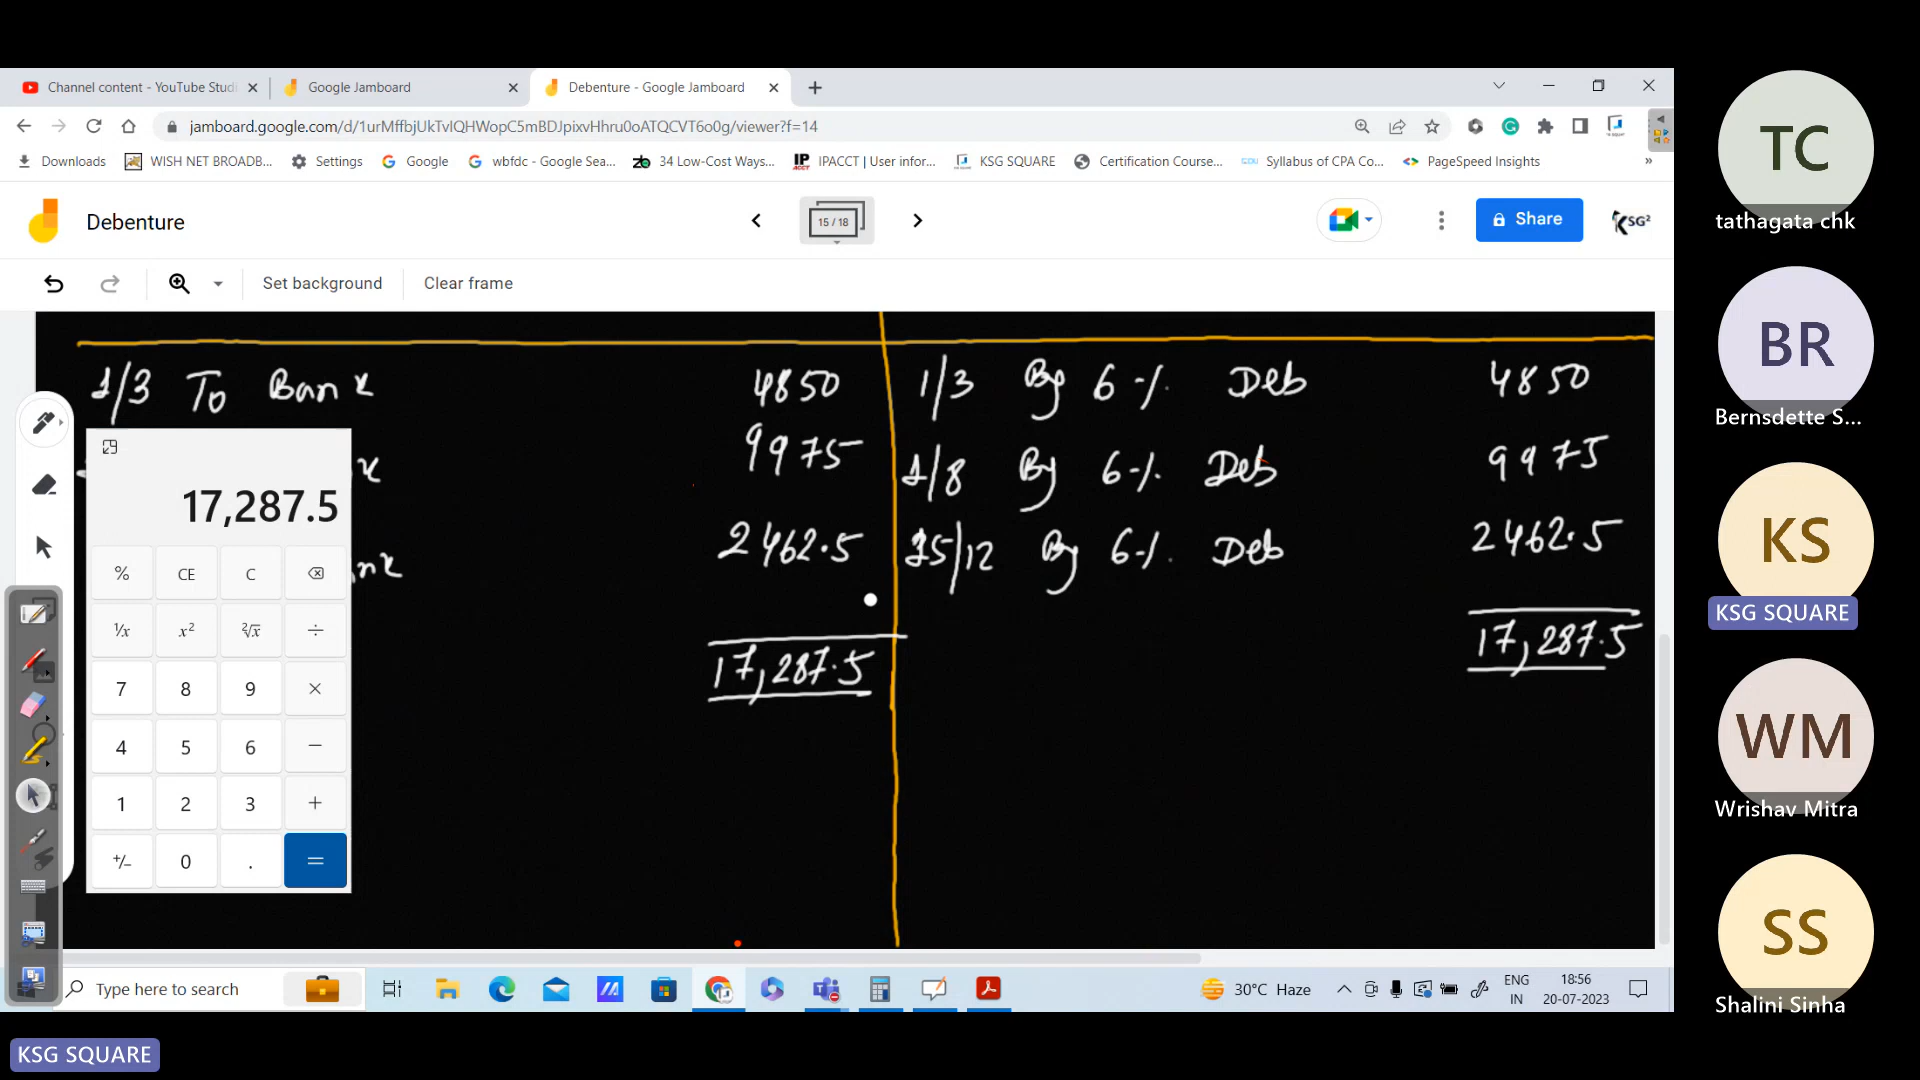 Channel content - YouTube Studi
Google Jamboard
Debenture - Google Jamboard
jamboard.google.com/d/1urMffbjUkTvIQHWopC5mBDJpixvHhru0oATQCVT6o0g/viewer?f=14
Downloads
WISH NET BROADB...
Settings
Google
wbfdc - Google Sea...
34 Low-Cost Ways...
IPACCT | User infor...
KSG SQUARE
Certification Course...
Syllabus of CPA Co...
PageSpeed Insights
»
Debenture
15 / 18
Share
KSG²
Set background
Clear frame
1/3 To Bank 4850 1/3 By 6% Deb 4850
9975 1/8 By 6% Deb 9975
2462.5 15/12 By 6% Deb 2462.5
17,287.5 17,287.5
17,287.5
% CE C
1/x x² ²√x ÷
7 8 9 ×
4 5 6 −
1 2 3 +
+/− 0 . =
Type here to search
30°C Haze
ENG
IN
18:56
20-07-2023
TC
tathagata chk
BR
Bernsdette S...
KS
KSG SQUARE
WM
Wrishav Mitra
SS
Shalini Sinha
KSG SQUARE